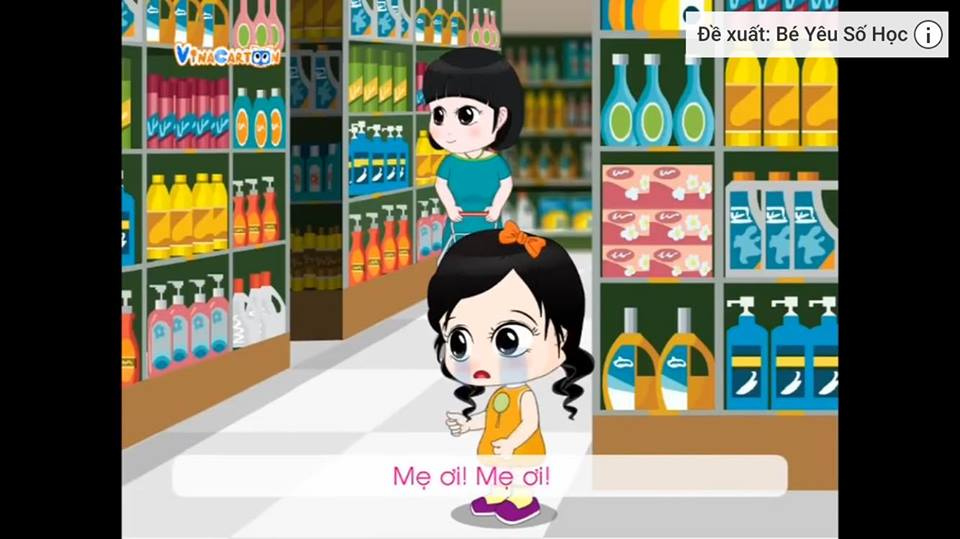 VINACARTOON
Đề xuất: Bé Yêu Số Học
Mẹ ơi! Mẹ ơi!